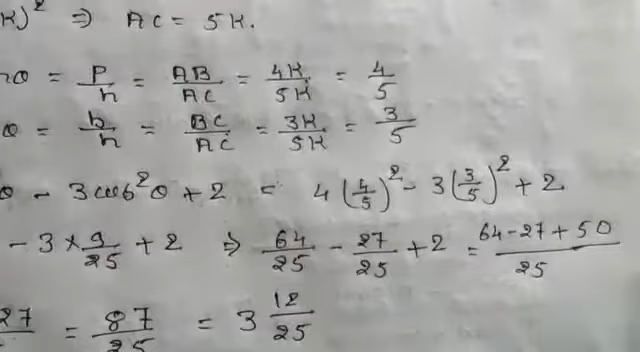 K)² ⇒ AC = 5K.
nθ = P/h = AB/AC = 4K/5K = 4/5
θ = b/h = BC/AC = 3K/5K = 3/5
θ - 3cos²θ + 2 = 4(4/5)² - 3(3/5)² + 2
- 3 × 9/25 + 2 ⇒ 64/25 - 27/25 + 2 = 64-27+50/25
27 = 87/25 = 3 12/25